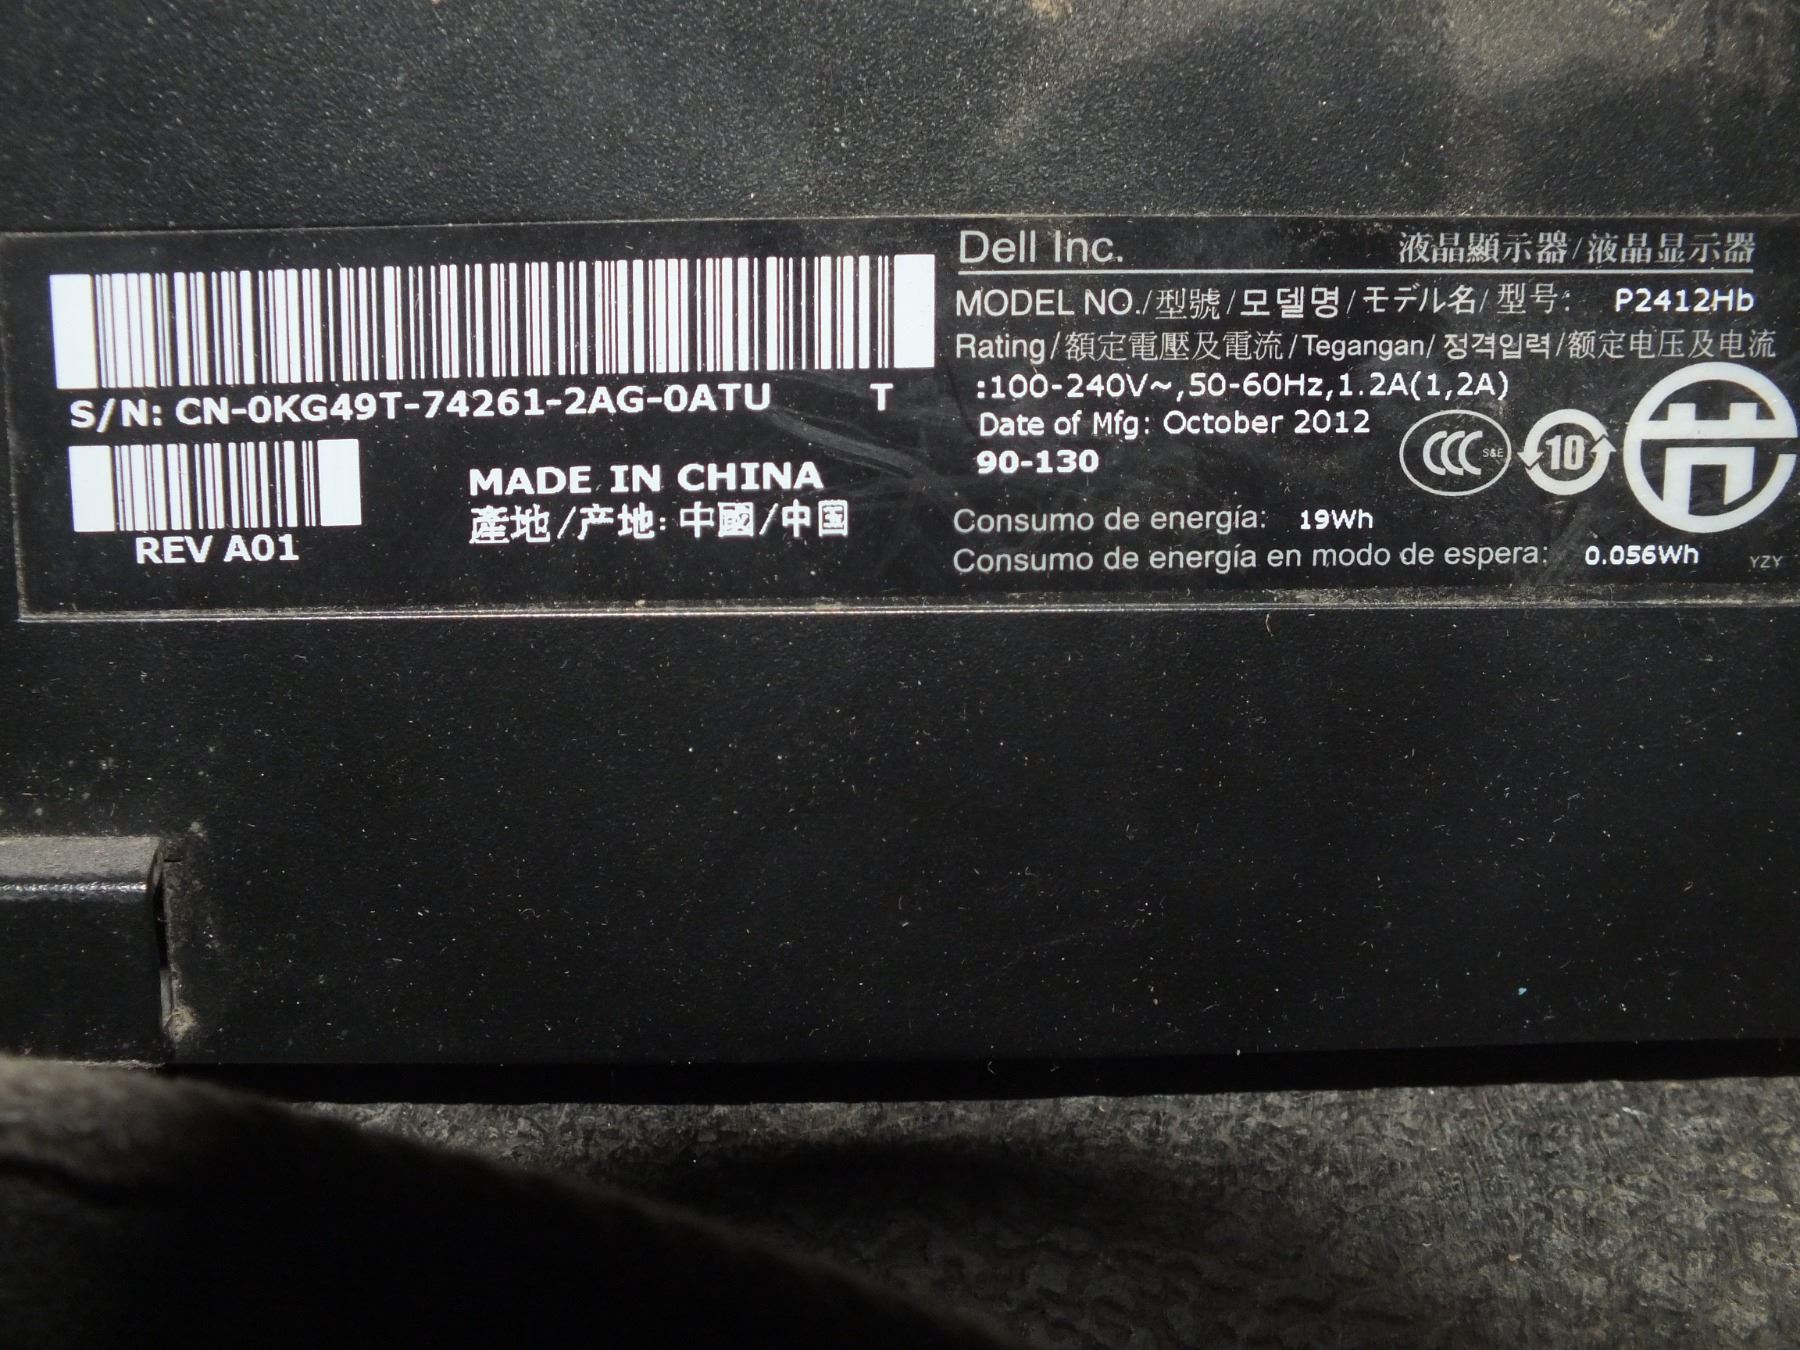 S/N: CN-0KG49T-74261-2AG-0ATU T
REV A01
MADE IN CHINA
產地/产地: 中國/中国
Dell Inc. 液晶顯示器/液晶显示器
MODEL NO./型號/모델명/モデル名/型号: P2412Hb
Rating/額定電壓及電流/Tegangan/정격입력/额定电压及电流
:100-240V~,50-60Hz,1.2A(1,2A)
Date of Mfg: October 2012
90-130
CCC S&E
10
Consumo de energía: 19Wh
Consumo de energía en modo de espera: 0.056Wh YZY